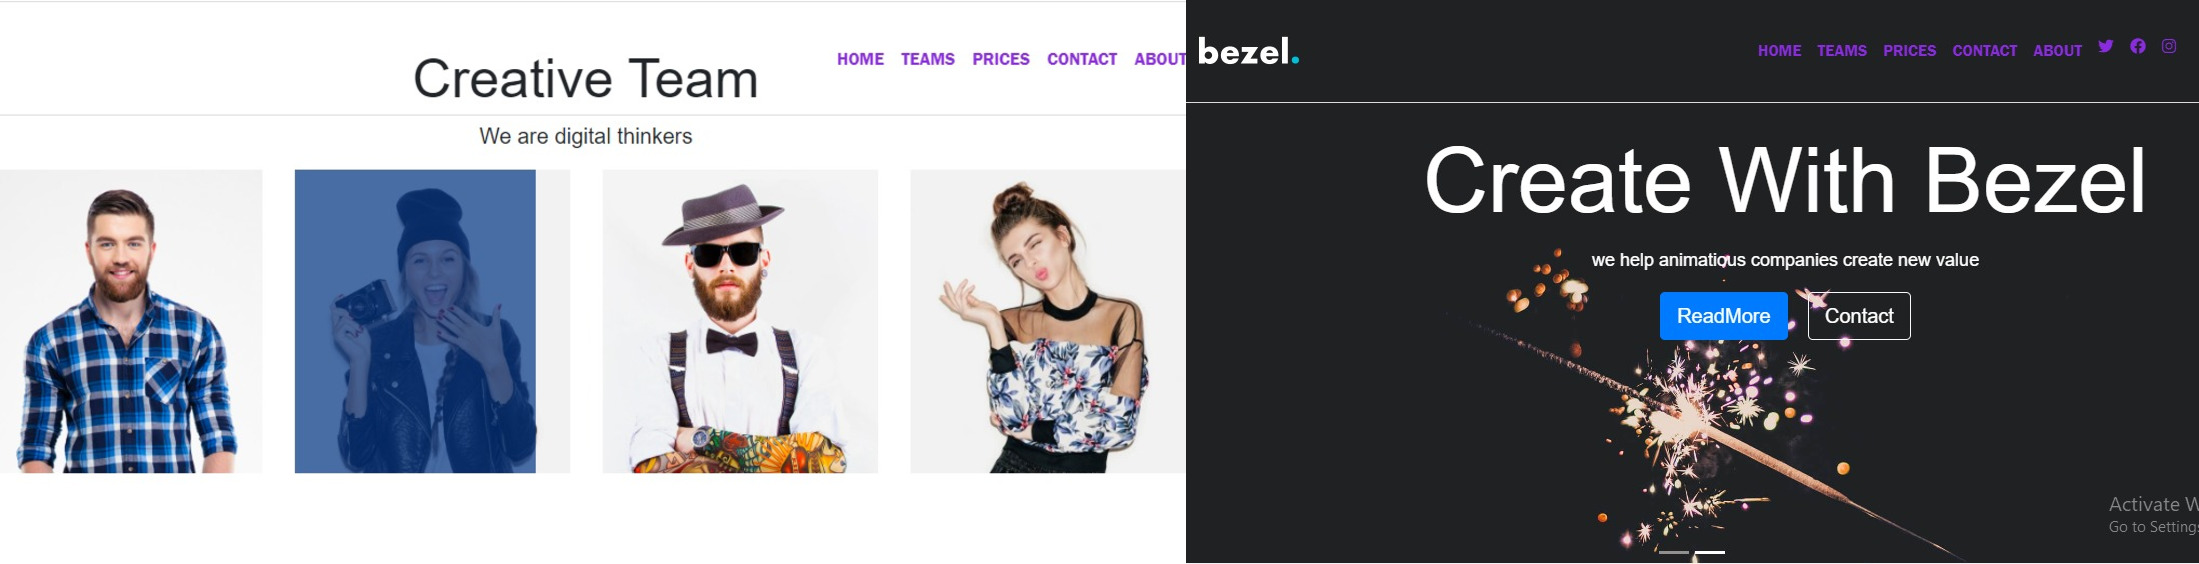 HOME TEAMS PRICES CONTACT ABOUT
Creative Team
We are digital thinkers
bezel.
HOME TEAMS PRICES CONTACT ABOUT
Create With Bezel
we help animatious companies create new value
ReadMore Contact
Activate W
Go to Settings